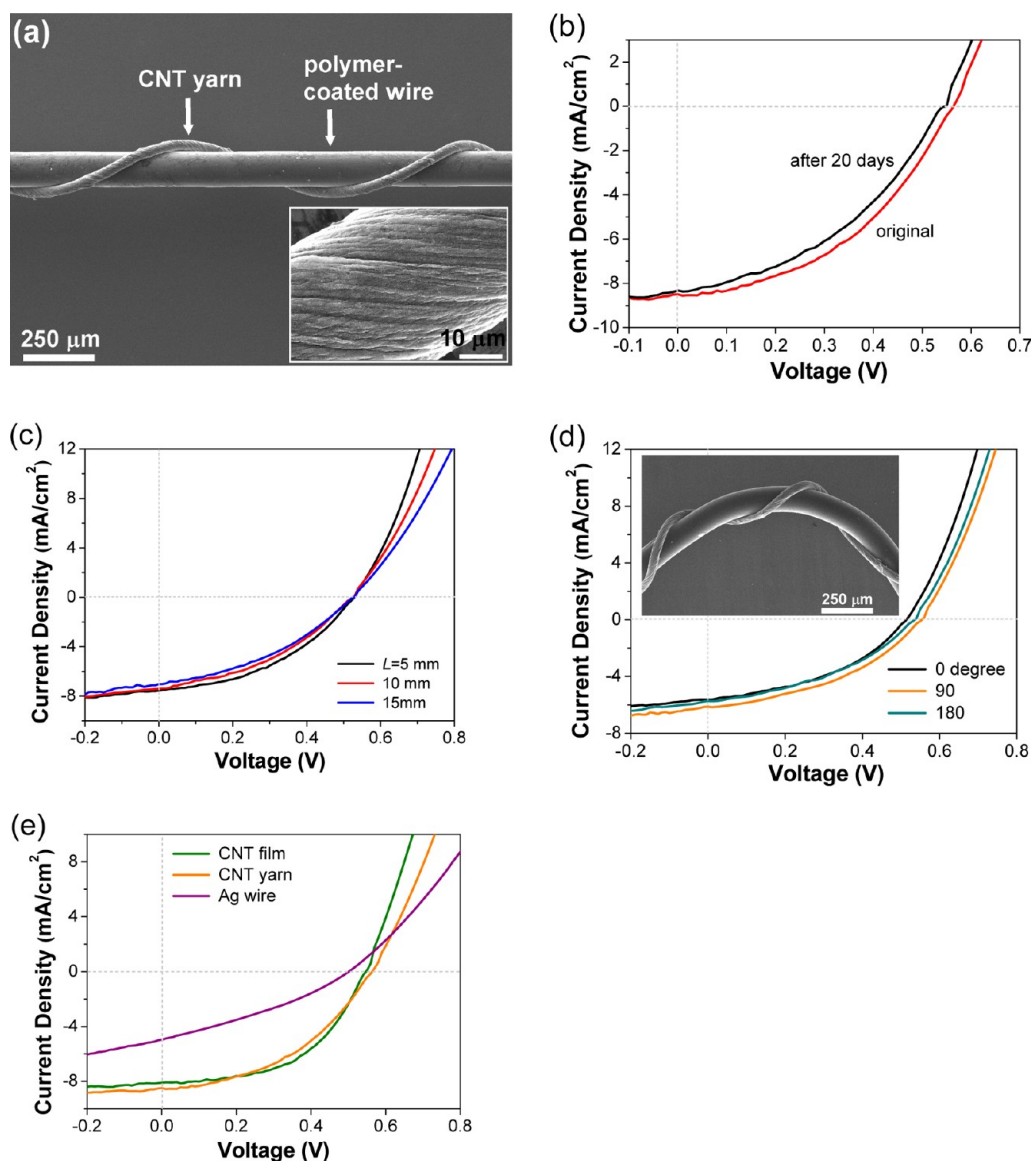 (a)
CNT yarn
polymer-
coated wire
250 μm
10 μm
(b)
Current Density (mA/cm²)
2
0
-2
-4
-6
-8
-10
after 20 days
original
-0.1 0.0 0.1 0.2 0.3 0.4 0.5 0.6 0.7
Voltage (V)
(c)
Current Density (mA/cm²)
12
8
4
0
-4
-8
L=5 mm
10 mm
15mm
-0.2 0.0 0.2 0.4 0.6 0.8
Voltage (V)
(d)
Current Density (mA/cm²)
12
8
4
0
-4
-8
250 μm
0 degree
90
180
-0.2 0.0 0.2 0.4 0.6 0.8
Voltage (V)
(e)
Current Density (mA/cm²)
8
4
0
-4
-8
CNT film
CNT yarn
Ag wire
-0.2 0.0 0.2 0.4 0.6 0.8
Voltage (V)